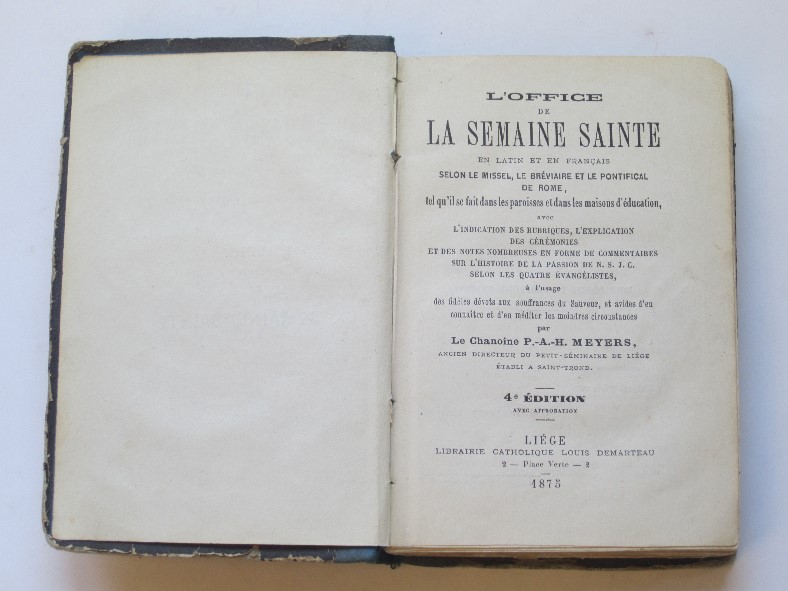 L'OFFICE
DE
LA SEMAINE SAINTE
EN LATIN ET EN FRANÇAIS
SELON LE MISSEL, LE BRÉVIAIRE ET LE PONTIFICAL
DE ROME,
tel qu'il se fait dans les paroisses et dans les maisons d'éducation,
avec
L'INDICATION DES RUBRIQUES, L'EXPLICATION
DES CÉRÉMONIES
ET DES NOTES NOMBREUSES EN FORME DE COMMENTAIRES
SUR L'HISTOIRE DE LA PASSION DE N. S. J. C.
SELON LES QUATRE ÉVANGÉLISTES,
à l'usage
des fidèles dévots aux souffrances du Sauveur, et avides d'en
connaître et d'en méditer les moindres circonstances
par
Le Chanoine P.-A.-H. MEYERS,
ANCIEN DIRECTEUR DU PETIT-SÉMINAIRE DE LIÉGE
ÉTABLI A SAINT-TROND.
4e ÉDITION
AVEC APPROBATION
LIÉGE
LIBRAIRIE CATHOLIQUE LOUIS DEMARTEAU
2 — Place Verte — 2
1875